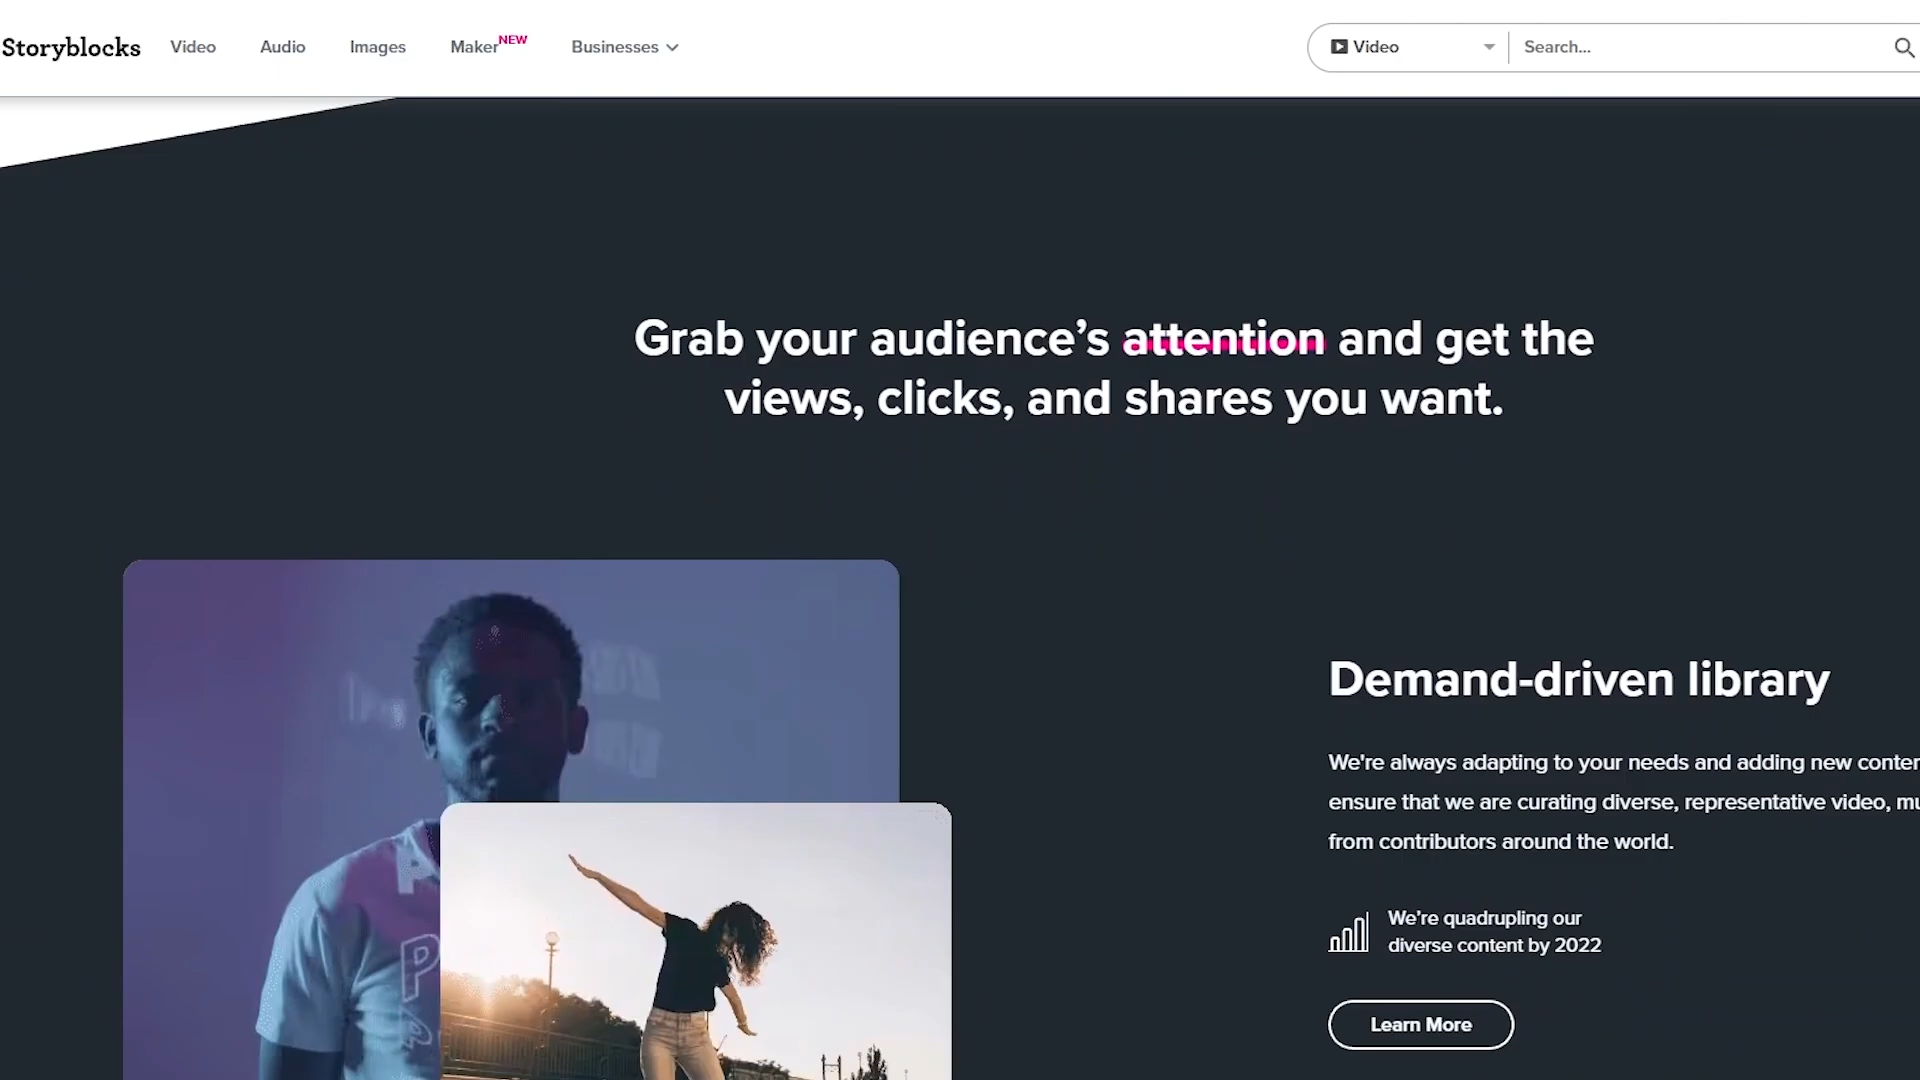 Storyblocks Video Audio Images Maker NEW Businesses Video Search...
Grab your audience's attention and get the
views, clicks, and shares you want.
Demand-driven library
We're always adapting to your needs and adding new
ensure that we are curating diverse, representative video,
from contributors around the world.
We're quadrupling our
diverse content by 2022
Learn More